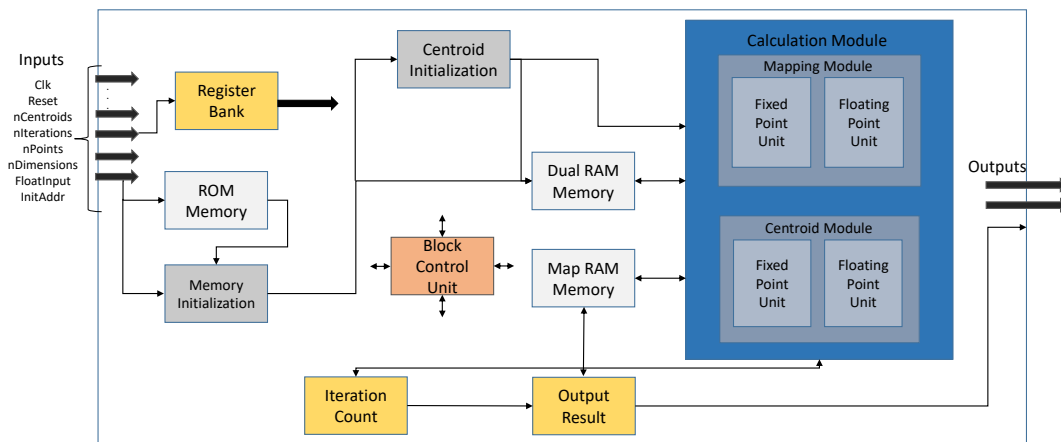 Inputs
Clk
Reset
nCentroids
nIterations
nPoints
nDimensions
FloatInput
InitAddr
Register
Bank
ROM
Memory
Memory
Initialization
Centroid
Initialization
Block
Control
Unit
Dual RAM
Memory
Map RAM
Memory
Iteration
Count
Output
Result
Calculation Module
Mapping Module
Fixed
Point
Unit
Floating
Point
Unit
Centroid Module
Fixed
Point
Unit
Floating
Point
Unit
Outputs